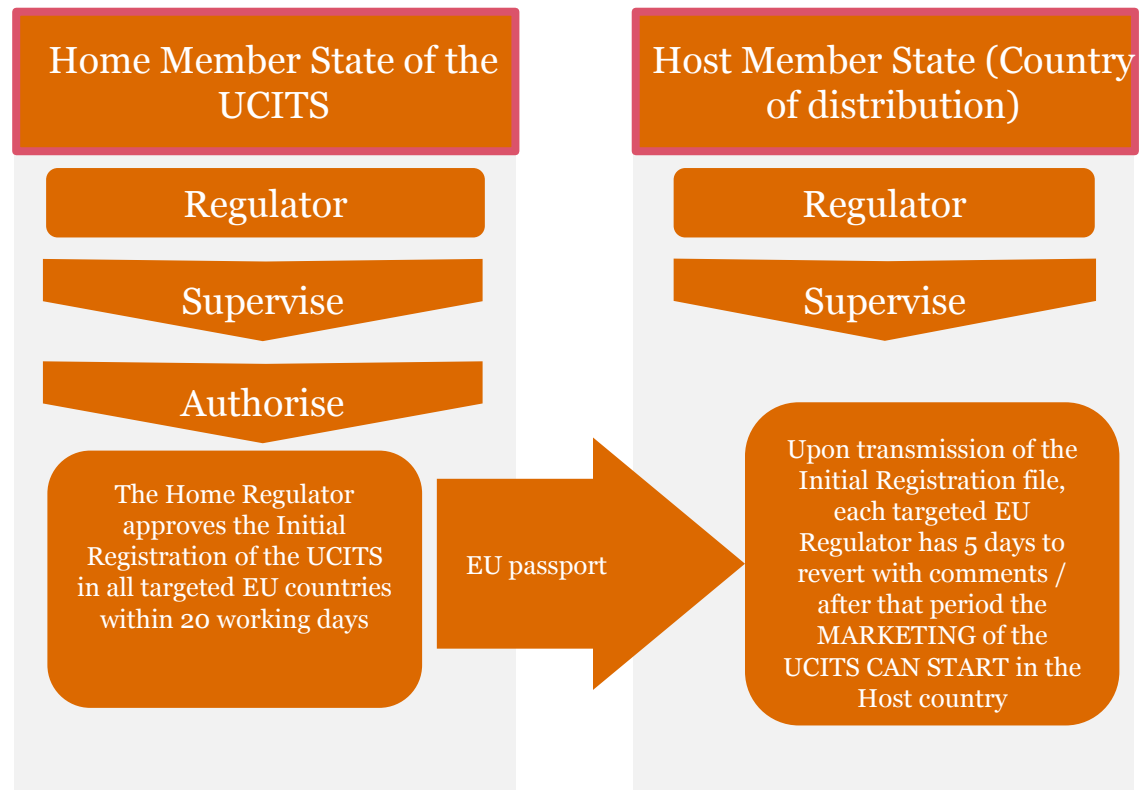 Home Member State of the
UCITS
Regulator
Supervise
Authorise
The Home Regulator
approves the Initial
Registration of the UCITS
in all targeted EU countries
within 20 working days
EU passport
Host Member State (Country
of distribution)
Regulator
Supervise
Upon transmission of the
Initial Registration file,
each targeted EU
Regulator has 5 days to
revert with comments /
after that period the
MARKETING of the
UCITS CAN START in the
Host country